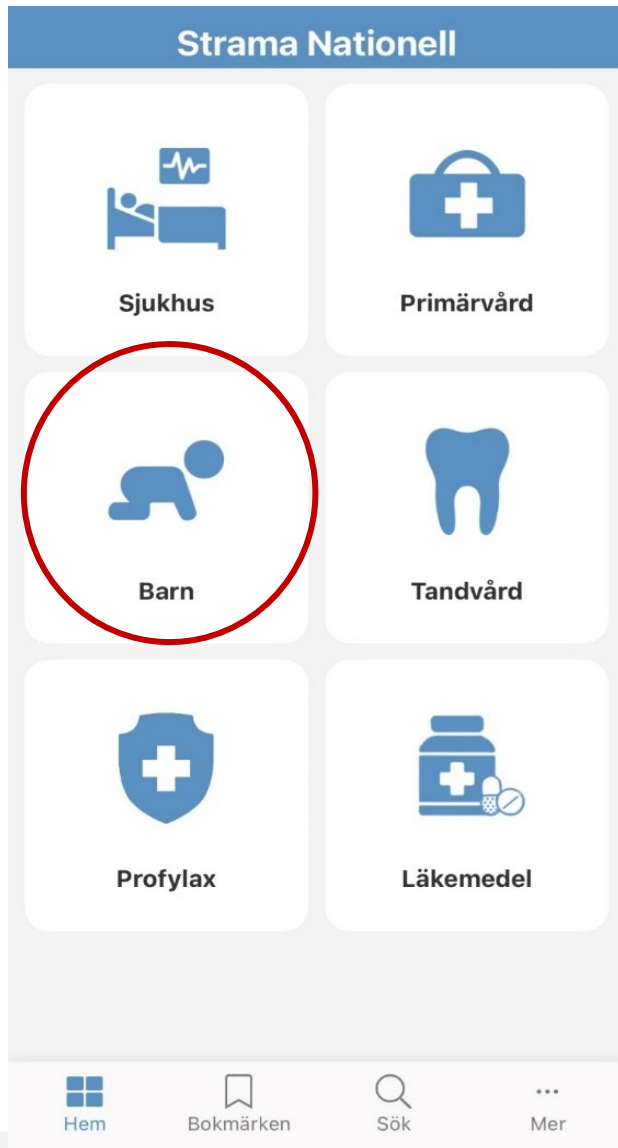 Strama Nationell
Sjukhus
Primärvård
Barn
Tandvård
Profylax
Läkemedel
Hem
Bokmärken
Sök
Mer